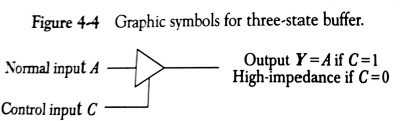 Figure 4-4 Graphic symbols for three-state buffer.
Normal input A
Output Y=A if C=1
High-impedance if C=0
Control input C